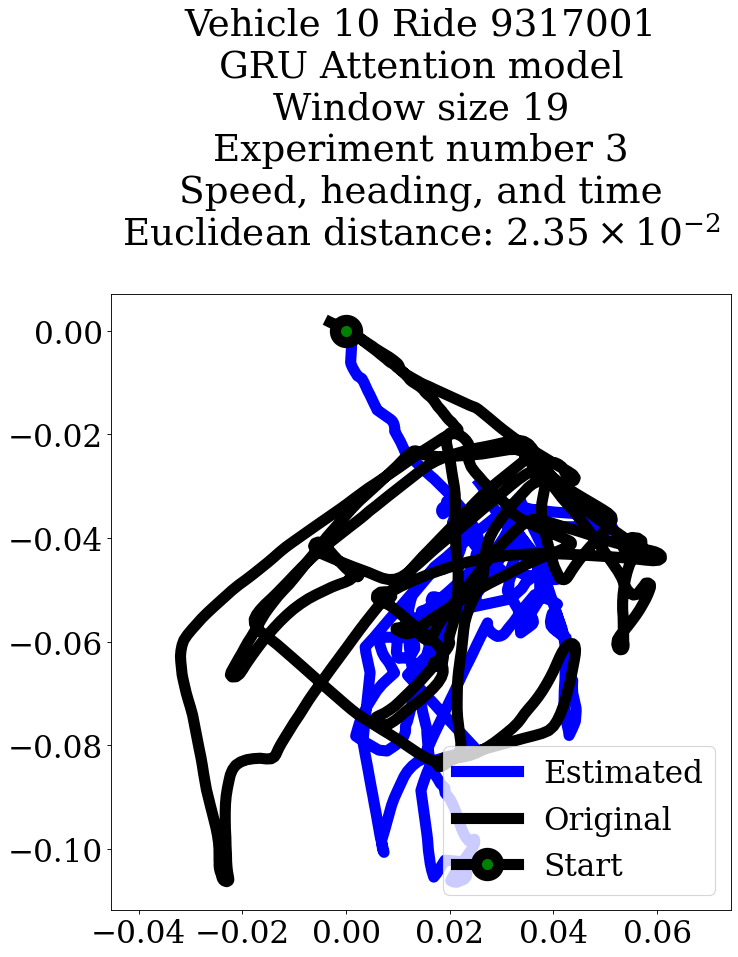 Vehicle 10 Ride 9317001
GRU Attention model
Window size 19
Experiment number 3
Speed, heading, and time
Euclidean distance: 2.35 × 10⁻²
0.00
−0.02
−0.04
−0.06
−0.08
−0.10
Estimated
Original
Start
−0.04 −0.02 0.00 0.02 0.04 0.06